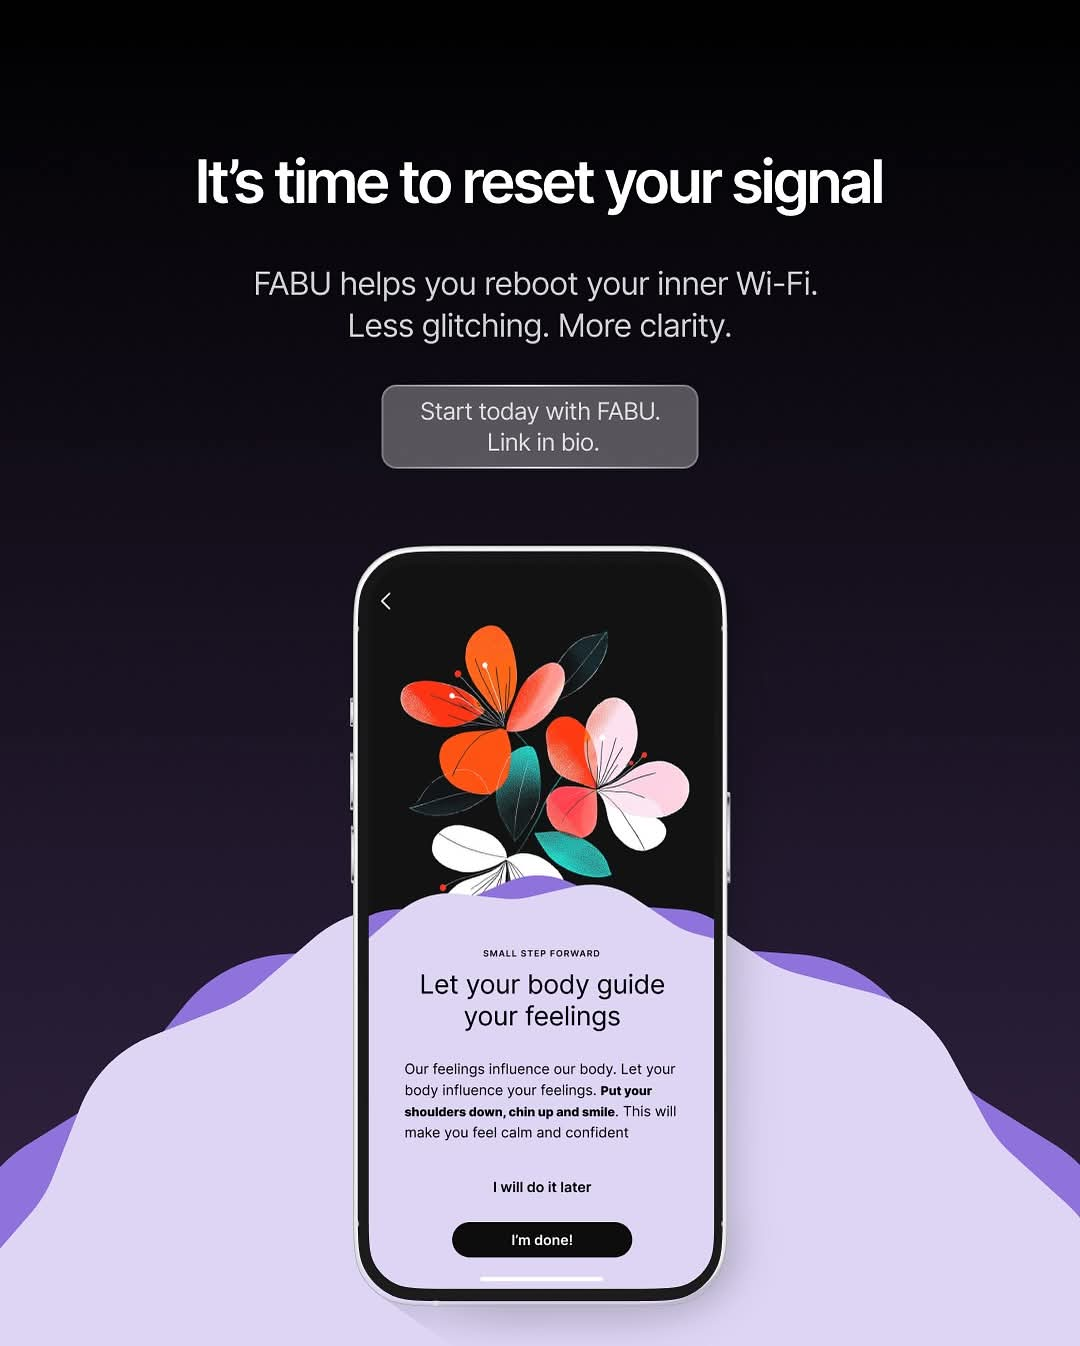 It's time to reset your signal
FABU helps you reboot your inner Wi-Fi.
Less glitching. More clarity.
Start today with FABU.
Link in bio.
SMALL STEP FORWARD
Let your body guide
your feelings
Our feelings influence our body. Let your
body influence your feelings. Put your
shoulders down, chin up and smile. This will
make you feel calm and confident
I will do it later
I'm done!